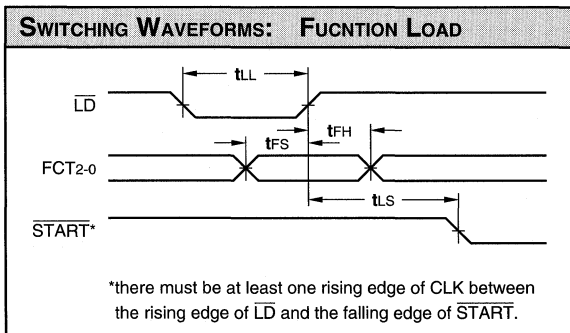 SWITCHING WAVEFORMS: FUCNTION LOAD
tLL
LD
tFH
tFS
FCT2-0
tLS
START*
*there must be at least one rising edge of CLK between
the rising edge of LD and the falling edge of START.